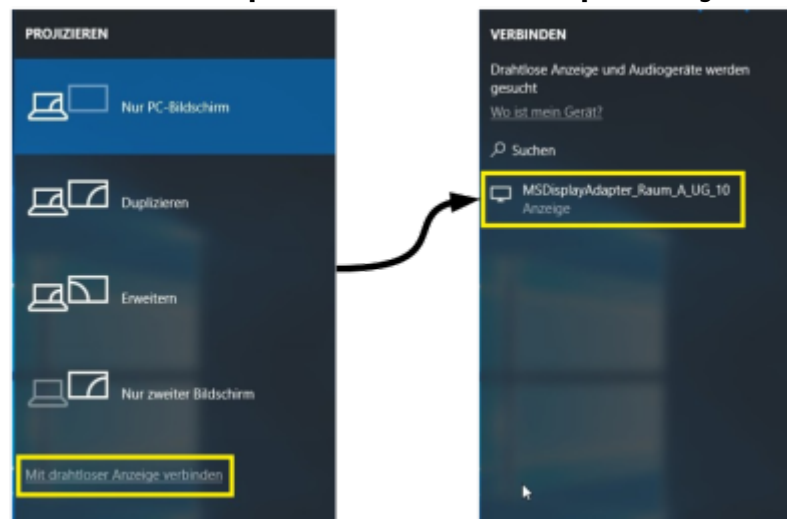 PROJIZIEREN
Nur PC-Bildschirm
Duplizieren
Erweitern
Nur zweiter Bildschirm
Mit drahtloser Anzeige verbinden
VERBINDEN
Drahtlose Anzeige und Audiogeräte werden
gesucht
Wo ist mein Gerät?
Suchen
MSDisplayAdapter_Raum_A_UG_10
Anzeige